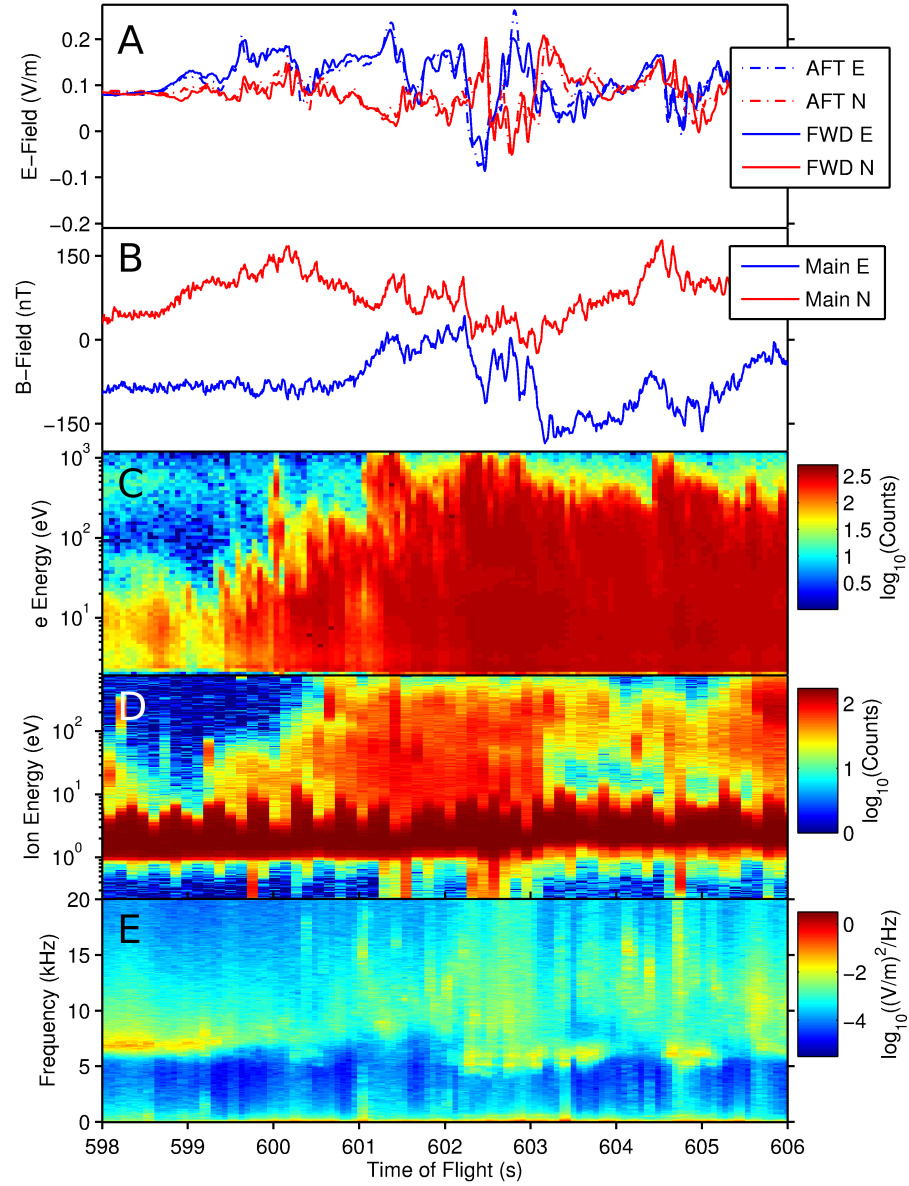 A
E−Field (V/m)
0.2
0.1
0
−0.1
−0.2
AFT E
AFT N
FWD E
FWD N
B
B−Field (nT)
150
0
−150
Main E
Main N
C
e Energy (eV)
10³
10²
10¹
log₁₀(Counts)
2.5
2
1.5
1
0.5
D
Ion Energy (eV)
10²
10¹
10⁰
log₁₀(Counts)
2
1
0
E
Frequency (kHz)
20
15
10
5
0
log₁₀((V/m)²/Hz)
0
−2
−4
598 599 600 601 602 603 604 605 606
Time of Flight (s)